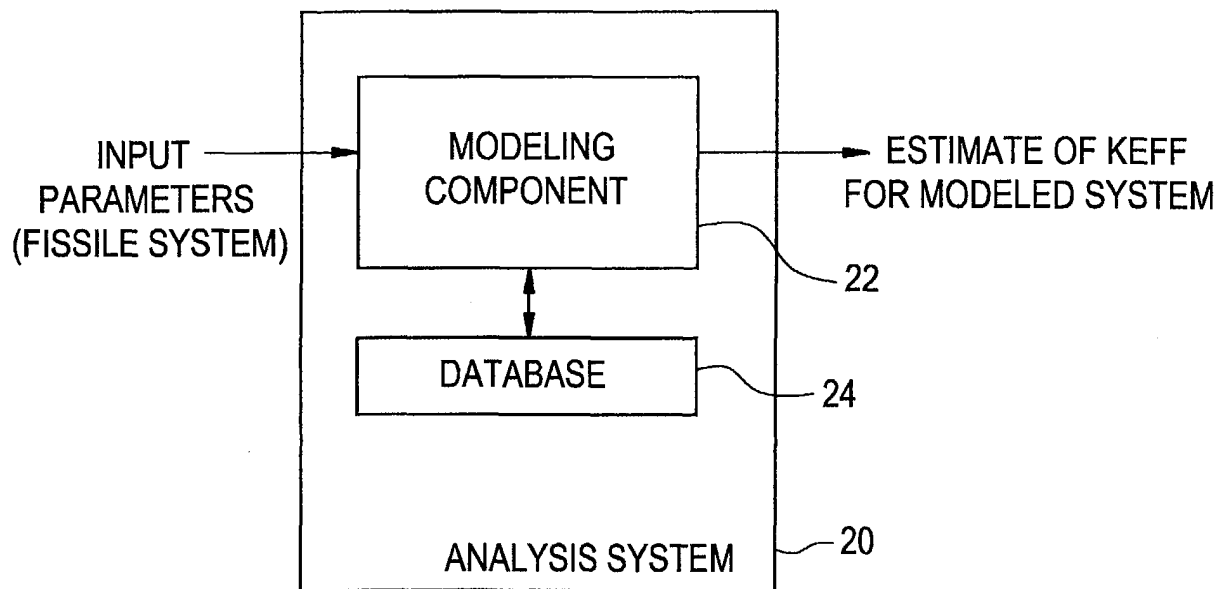 INPUT
PARAMETERS
(FISSILE SYSTEM)
MODELING
COMPONENT
ESTIMATE OF KEFF
FOR MODELED SYSTEM
22
DATABASE
24
ANALYSIS SYSTEM
20